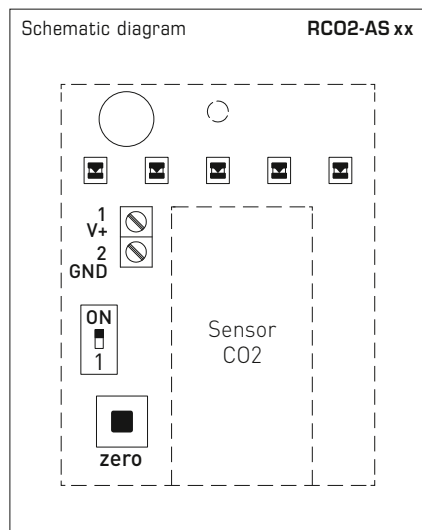 Schematic diagram RCO2-AS xx
1
V+
2
GND
ON
1
Sensor
CO2
zero